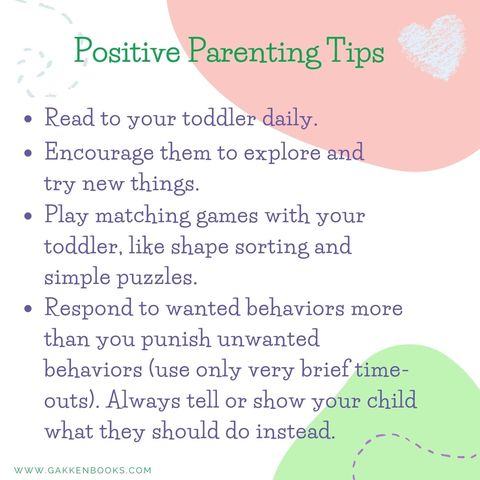 Positive Parenting Tips
• Read to your toddler daily.
• Encourage them to explore and
try new things.
• Play matching games with your
toddler, like shape sorting and
simple puzzles.
• Respond to wanted behaviors more
than you punish unwanted
behaviors (use only very brief time-
outs). Always tell or show your child
what they should do instead.
WWW.GAKKENBOOKS.COM